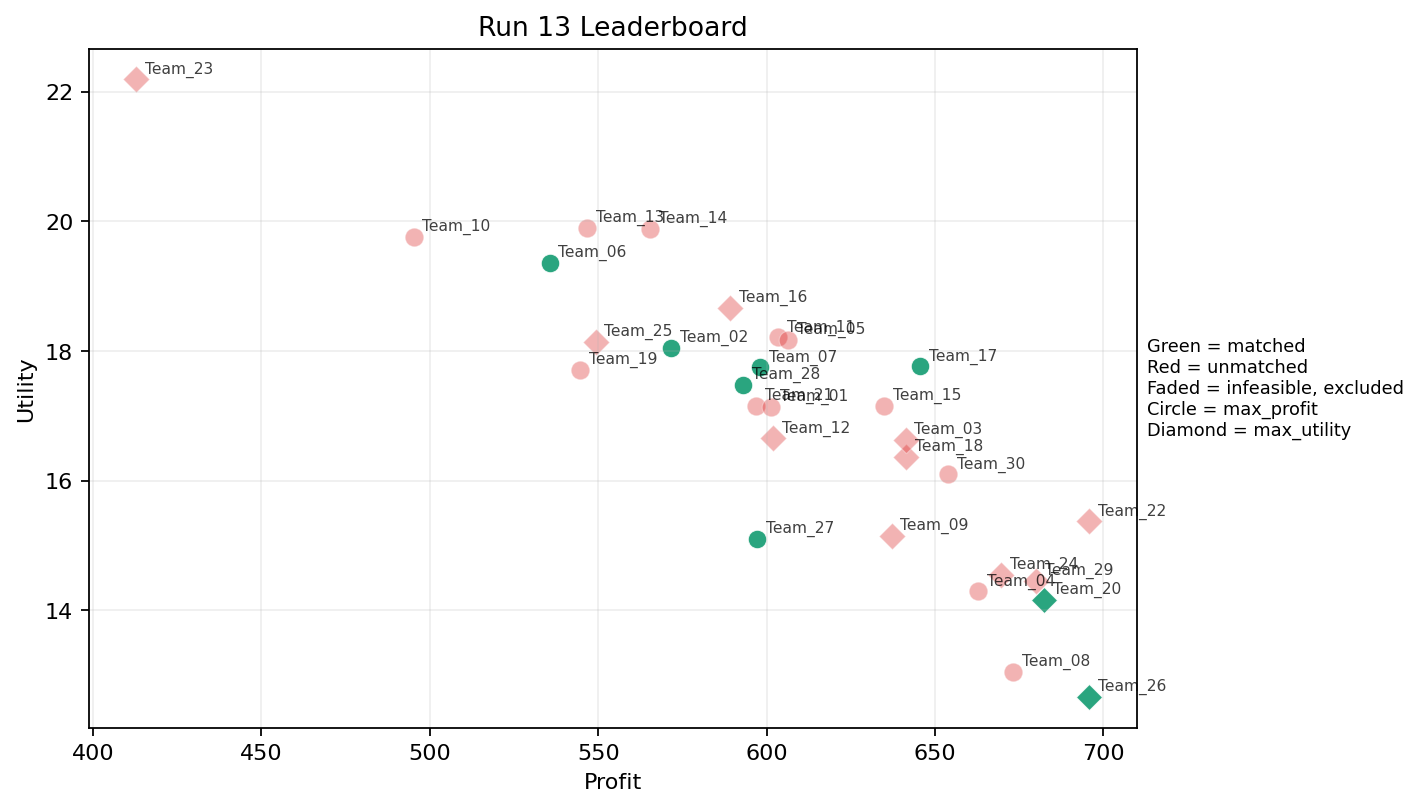 Run 13 Leaderboard
Team_23
Team_10
Team_13
Team_14
Team_06
Team_16
Team_11
Team_05
Team_25
Team_02
Team_19
Team_07
Team_17
Team_28
Team_21
Team_01
Team_15
Team_12
Team_03
Team_18
Team_30
Team_22
Team_27
Team_09
Team_24
Team_29
Team_04
Team_20
Team_08
Team_26
Green = matched
Red = unmatched
Faded = infeasible, excluded
Circle = max_profit
Diamond = max_utility
Utility
22
20
18
16
14
400 450 500 550 600 650 700
Profit